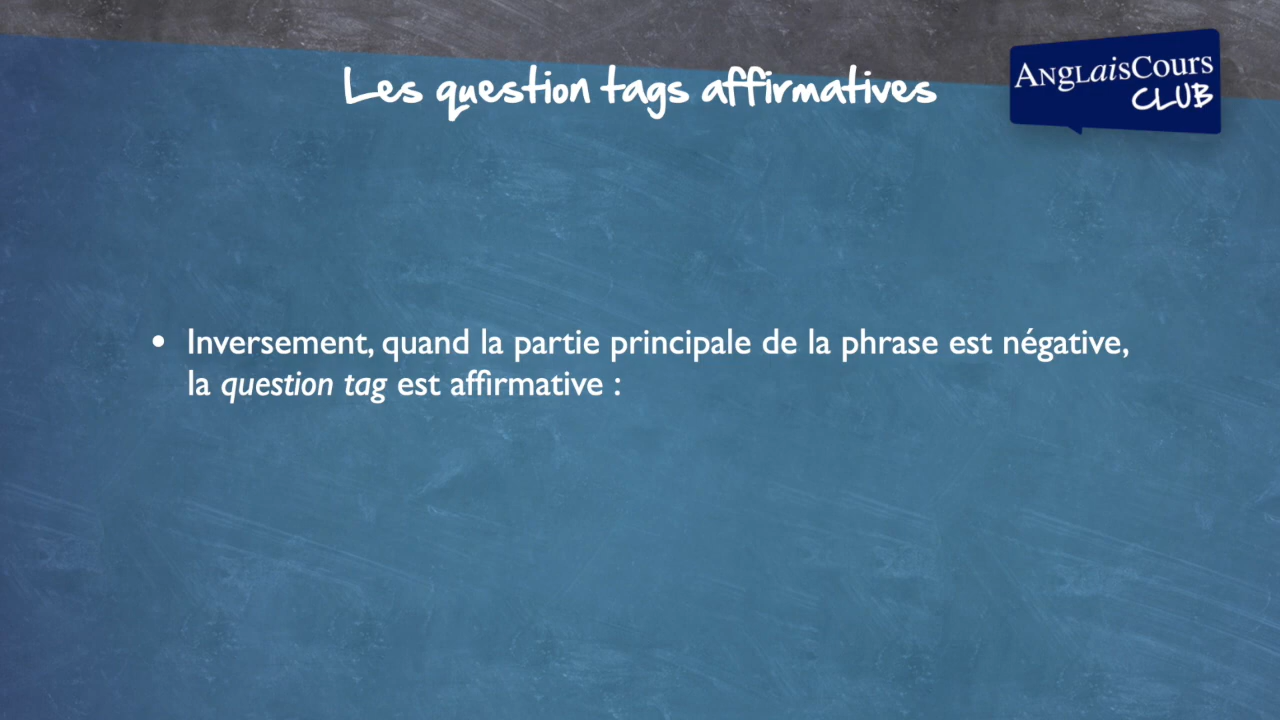 Les question tags affirmatives
ANGLaisCours
CLUB
• Inversement, quand la partie principale de la phrase est négative,
la question tag est affirmative :